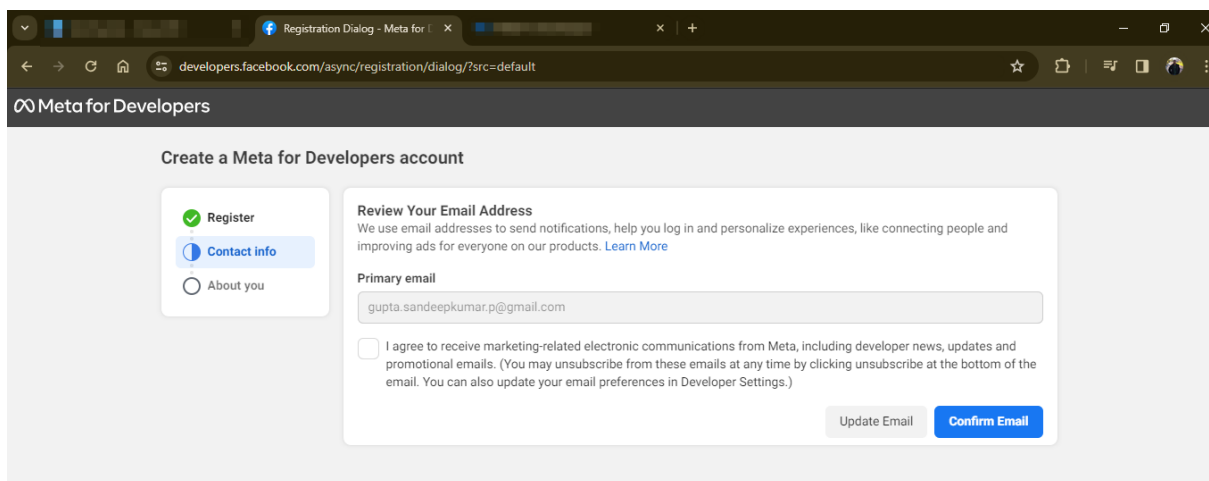 Registration Dialog - Meta for D
developers.facebook.com/async/registration/dialog/?src=default
Meta for Developers
Create a Meta for Developers account
Register
Contact info
About you
Review Your Email Address
We use email addresses to send notifications, help you log in and personalize experiences, like connecting people and
improving ads for everyone on our products. Learn More
Primary email
gupta.sandeepkumar.p@gmail.com
I agree to receive marketing-related electronic communications from Meta, including developer news, updates and
promotional emails. (You may unsubscribe from these emails at any time by clicking unsubscribe at the bottom of the
email. You can also update your email preferences in Developer Settings.)
Update Email
Confirm Email